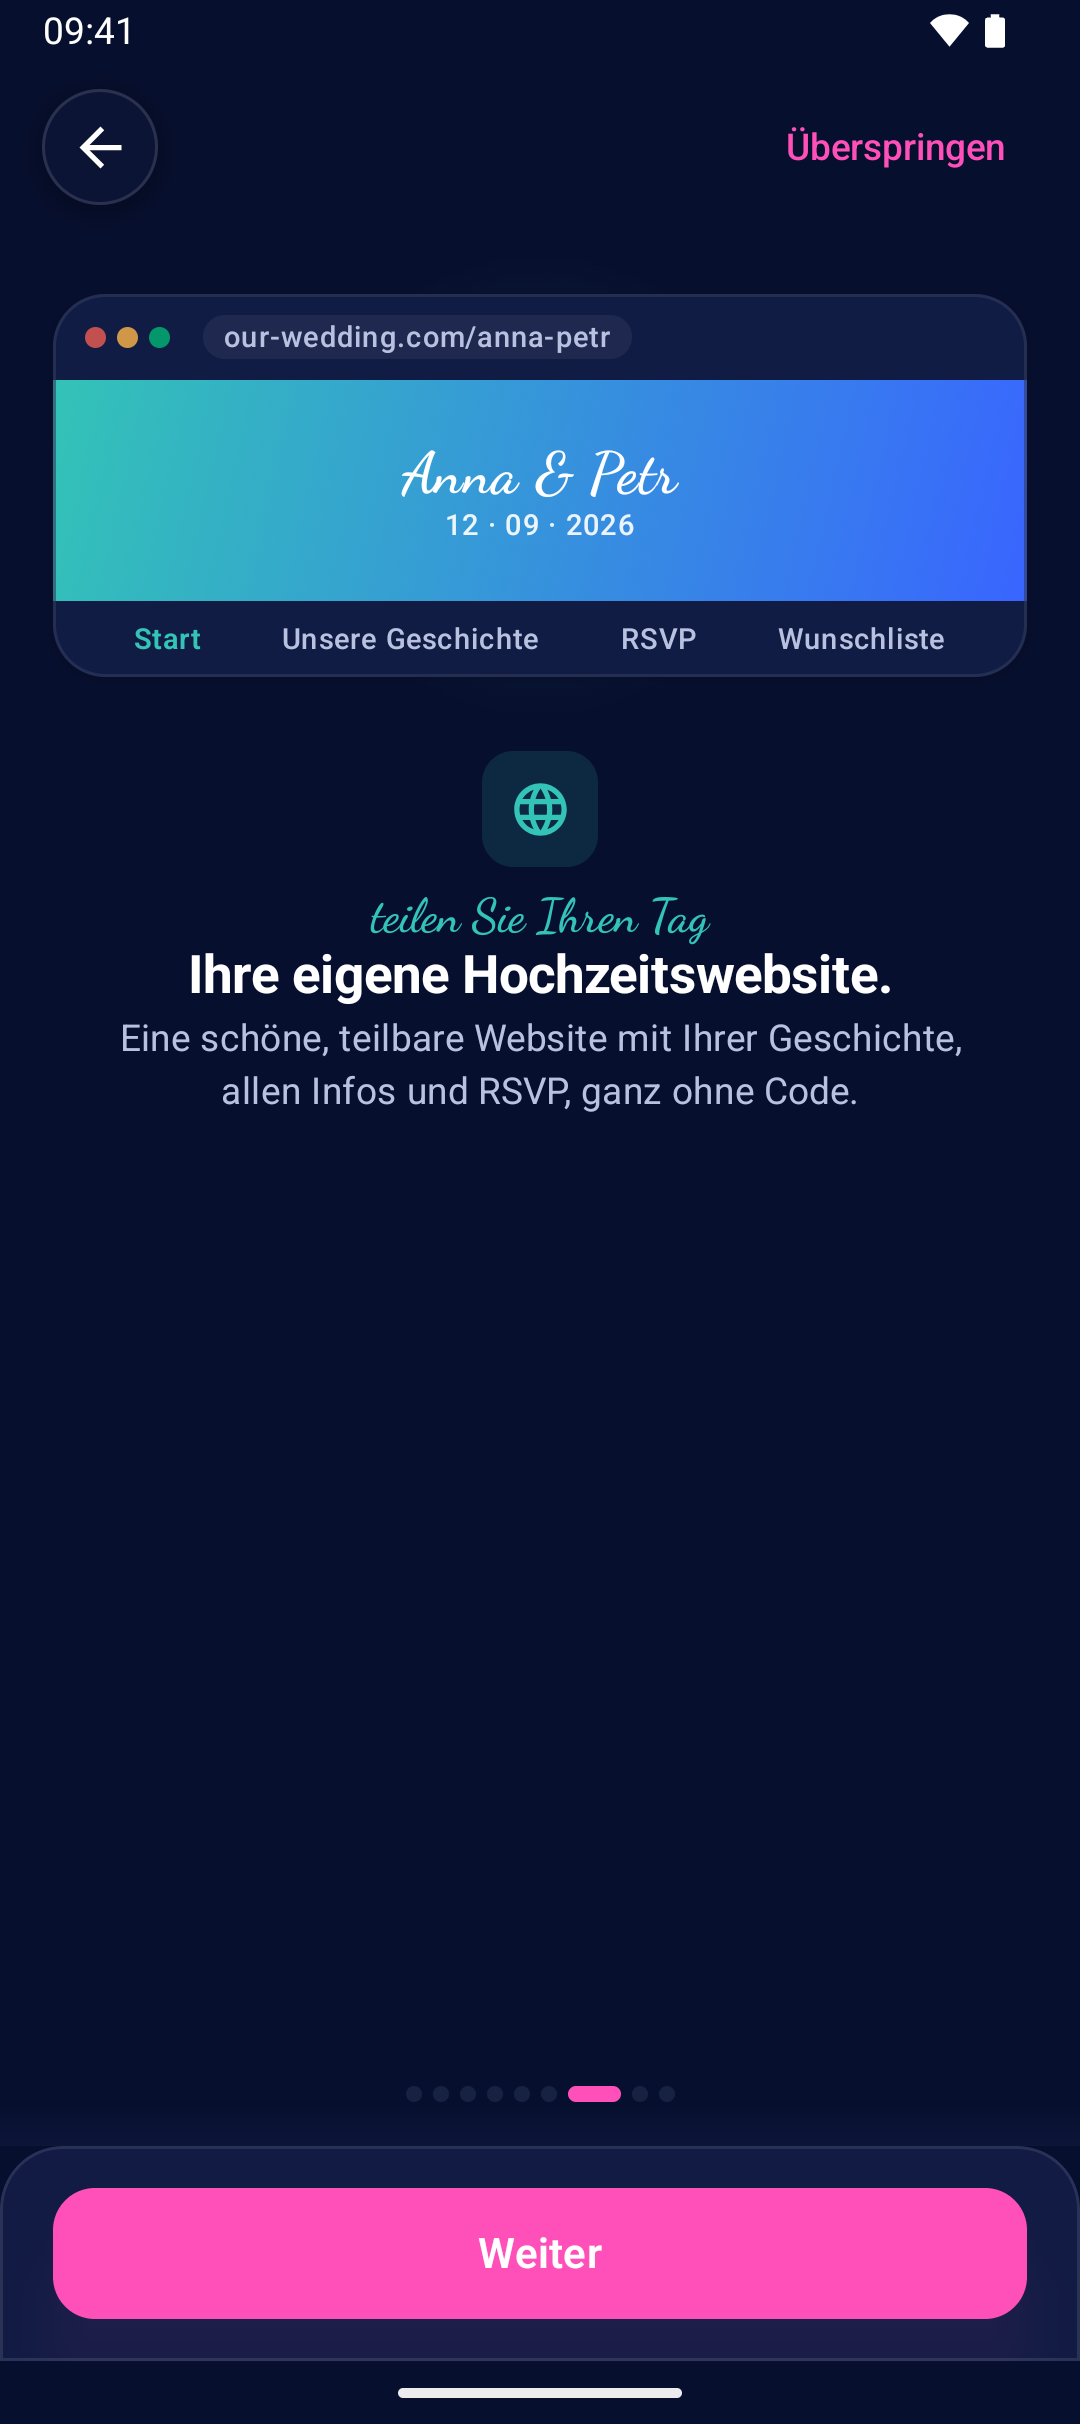 09:41
Überspringen
our-wedding.com/anna-petr
Anna & Petr
12 · 09 · 2026
Start Unsere Geschichte RSVP Wunschliste
teilen Sie Ihren Tag
Ihre eigene Hochzeitswebsite.
Eine schöne, teilbare Website mit Ihrer Geschichte,
allen Infos und RSVP, ganz ohne Code.
Weiter